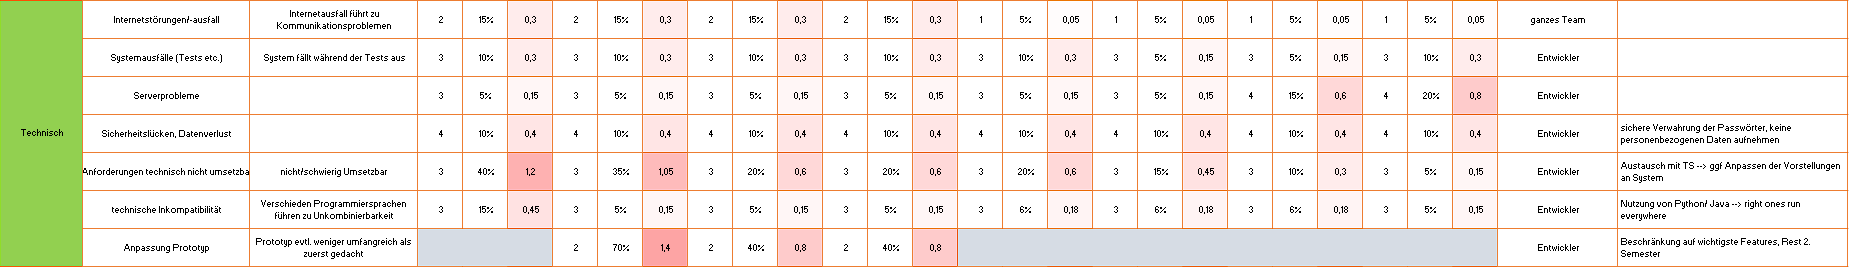 Technisch
Internetstörungen/-ausfall
Internetausfall führt zu
Kommunikationsproblemen
2 15% 0,3 2 15% 0,3 2 15% 0,3 2 15% 0,3 1 5% 0,05 1 5% 0,05 1 5% 0,05 1 5% 0,05
ganzes Team
Systemausfälle (Tests etc.)
System fällt während der Tests aus
3 10% 0,3 3 10% 0,3 3 10% 0,3 3 10% 0,3 3 10% 0,3 3 5% 0,15 3 5% 0,15 3 10% 0,3
Entwickler
Serverprobleme
3 5% 0,15 3 5% 0,15 3 5% 0,15 3 5% 0,15 3 5% 0,15 3 5% 0,15 4 15% 0,6 4 20% 0,8
Entwickler
Sicherheitslücken, Datenverlust
4 10% 0,4 4 10% 0,4 4 10% 0,4 4 10% 0,4 4 10% 0,4 4 10% 0,4 4 10% 0,4 4 10% 0,4
Entwickler
sichere Verwahrung der Passwörter, keine
personenbezogenen Daten aufnehmen
Anforderungen technisch nicht umsetzba
nicht/schwierig Umsetzbar
3 40% 1,2 3 35% 1,05 3 20% 0,6 3 20% 0,6 3 20% 0,6 3 15% 0,45 3 10% 0,3 3 5% 0,15
Entwickler
Austausch mit TS --> ggf Anpassen der Vorstellungen
an System
technische Inkompatibilität
Verschieden Programmiersprachen
führen zu Unkombinierbarkeit
3 15% 0,45 3 5% 0,15 3 5% 0,15 3 5% 0,15 3 6% 0,18 3 6% 0,18 3 6% 0,18 3 5% 0,15
Entwickler
Nutzung von Python/ Java --> right ones run
everywhere
Anpassung Prototyp
Prototyp evtl. weniger umfangreich als
zuerst gedacht
2 70% 1,4 2 40% 0,8 2 40% 0,8
Entwickler
Beschränkung auf wichtigste Features, Rest 2.
Semester